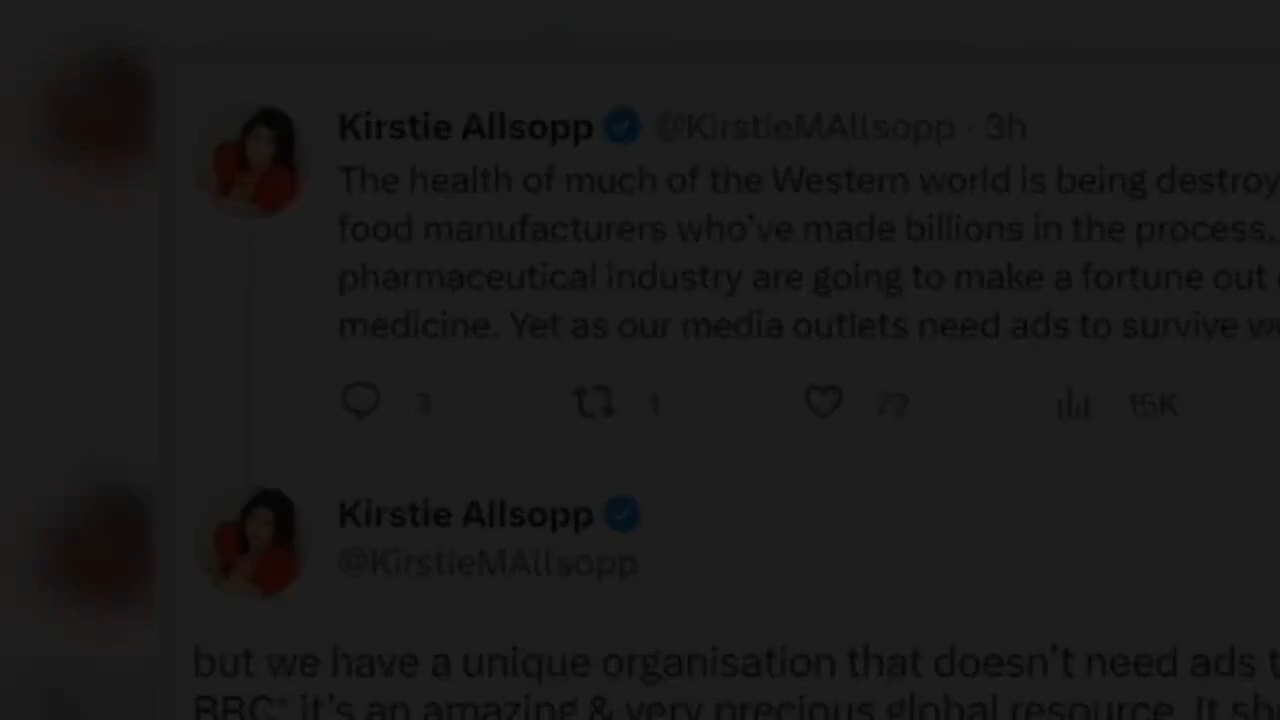 Kirstie Allsopp @KirstieMAllsopp · 3h
The health of much of the Western world is being destroy
food manufacturers who've made billions in the process.
pharmaceutical industry are going to make a fortune out
medicine. Yet as our media outlets need ads to survive w
3 1 72 15K
Kirstie Allsopp
@KirstieMAllsopp
but we have a unique organisation that doesn't need ads t
BBC* it's an amazing & very precious global resource. It sh